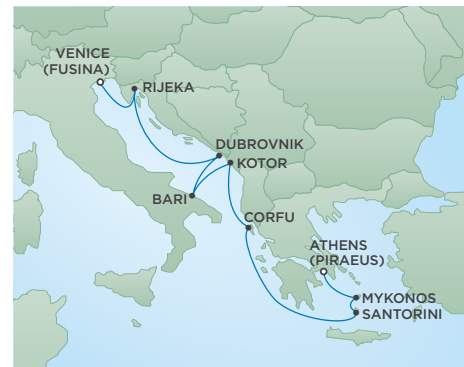 VENICE
(FUSINA)
RIJEKA
DUBROVNIK
KOTOR
BARI
CORFU
ATHENS
(PIRAEUS)
MYKONOS
SANTORINI